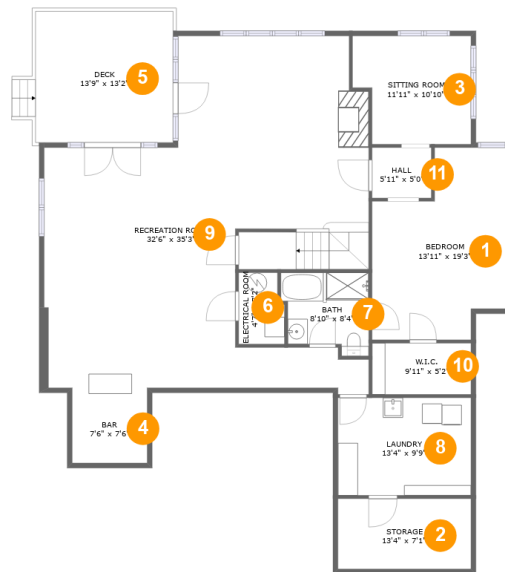 DECK
13'9" x 13'2"
5
SITTING ROOM
11'11" x 10'10"
3
HALL
5'11" x 5'0"
11
RECREATION RO
32'6" x 35'3"
9
BEDROOM
13'11" x 19'3"
1
ELECTRICAL ROOM
6
BATH
8'10" x 8'4"
7
W.I.C.
9'11" x 5'2"
10
BAR
7'6" x 7'6"
4
LAUNDRY
13'4" x 9'9"
8
STORAGE
13'4" x 7'1"
2